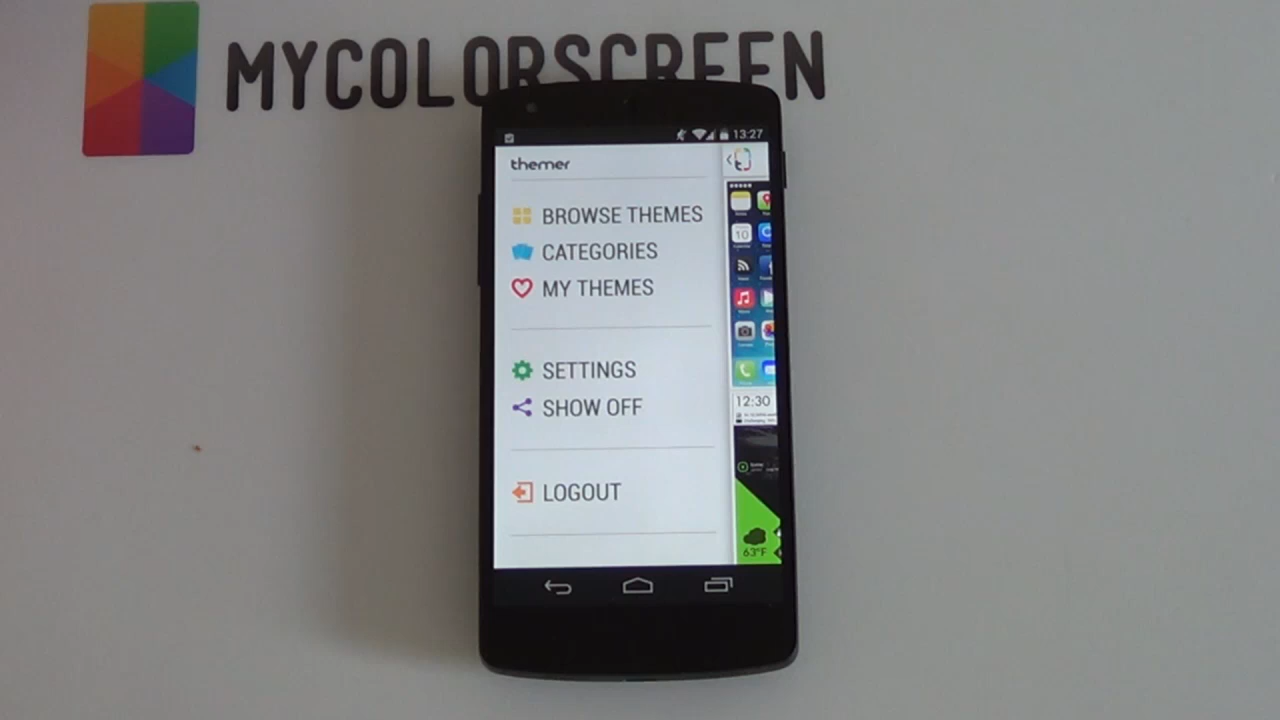 MYCOLORSCREEN
13:27
themer
BROWSE THEMES
CATEGORIES
MY THEMES
SETTINGS
SHOW OFF
LOGOUT
10
12:30
63°F